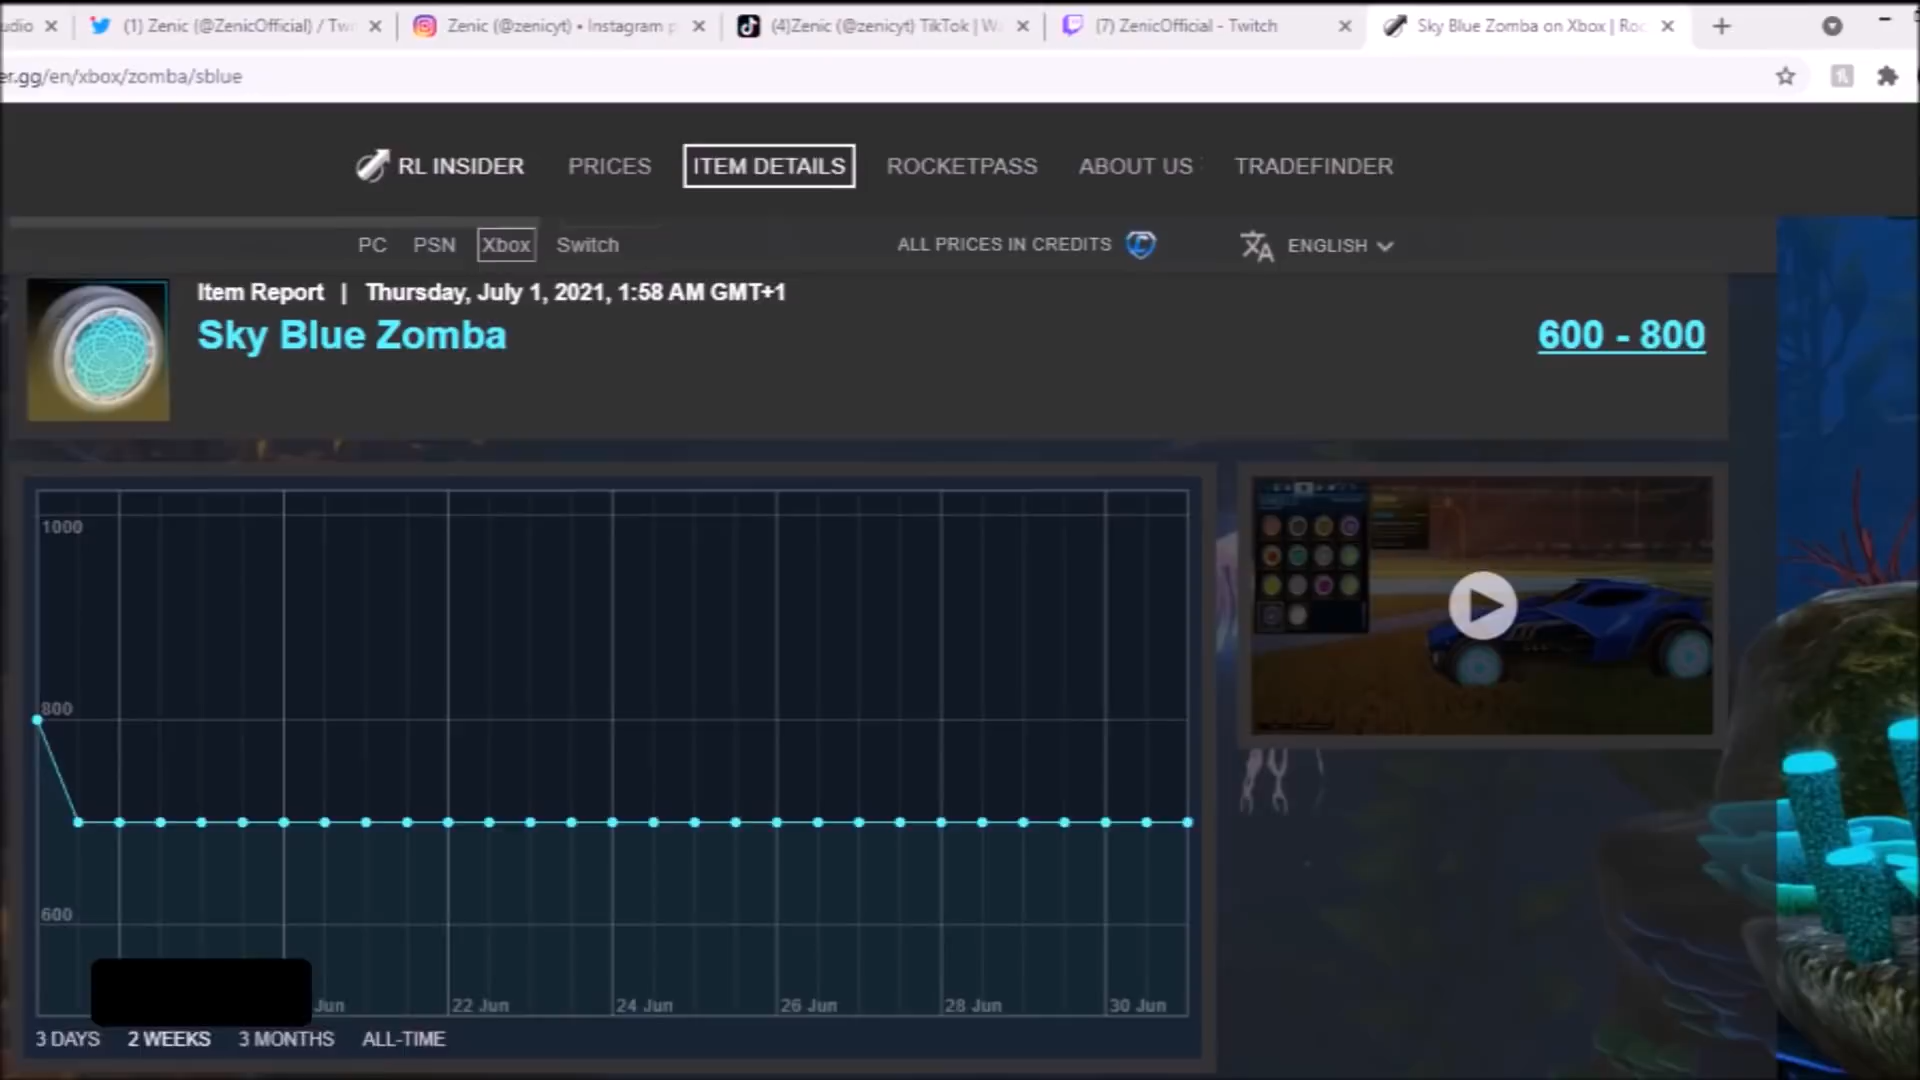 udio
(1) Zenic (@ZenicOfficial) / Twi
Zenic (@zenicyt) • Instagram p
(4)Zenic (@zenicyt) TikTok | W
(7) ZenicOfficial - Twitch
Sky Blue Zomba on Xbox | Roc
er.gg/en/xbox/zomba/sblue
RL INSIDER PRICES ITEM DETAILS ROCKETPASS ABOUT US TRADEFINDER
PC PSN Xbox Switch ALL PRICES IN CREDITS ENGLISH
Item Report | Thursday, July 1, 2021, 1:58 AM GMT+1
Sky Blue Zomba
600 - 800
1000
800
600
Jun 22 Jun 24 Jun 26 Jun 28 Jun 30 Jun
3 DAYS 2 WEEKS 3 MONTHS ALL-TIME